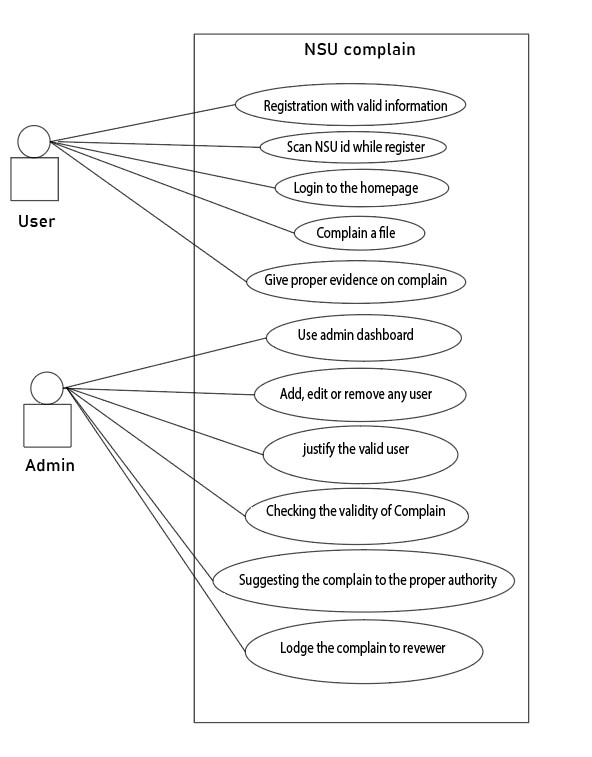 NSU complain
Registration with valid information
Scan NSU id while register
Login to the homepage
Complain a file
Give proper evidence on complain
User
Use admin dashboard
Add, edit or remove any user
justify the valid user
Checking the validity of Complain
Suggesting the complain to the proper authority
Lodge the complain to revewer
Admin